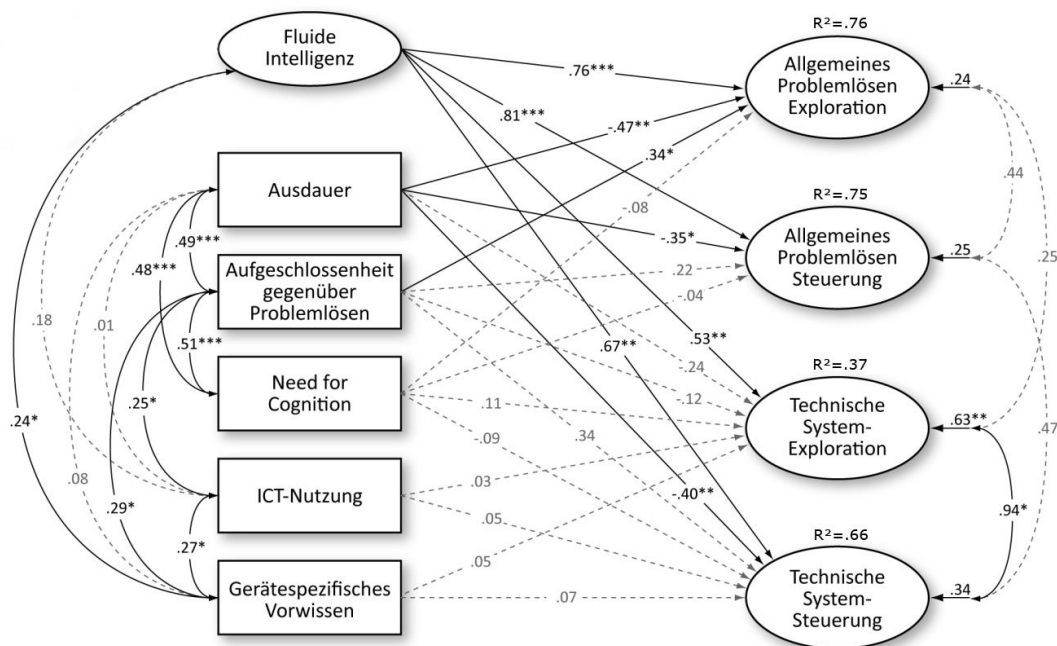 R²=.76
Fluide
Intelligenz
Allgemeines
Problemlösen
Exploration
.24
.76***
.81***
-.47**
.34*
-.08
.44
Ausdauer
R²=.75
Allgemeines
Problemlösen
Steuerung
.25
-.35*
.49***
.48***
Aufgeschlossenheit
gegenüber
Problemlösen
.22
-.04
.25
.18
.01
.51***
.53**
.67**
-.24
R²=.37
Need for
Cognition
.11
-.12
Technische
System-
Exploration
.63**
.24*
.25*
-.09
.34
.47
.08
.29*
ICT-Nutzung
.03
-.40**
.05
.94*
R²=.66
.27*
.05
Gerätespezifisches
Vorwissen
.07
Technische
System-
Steuerung
.34